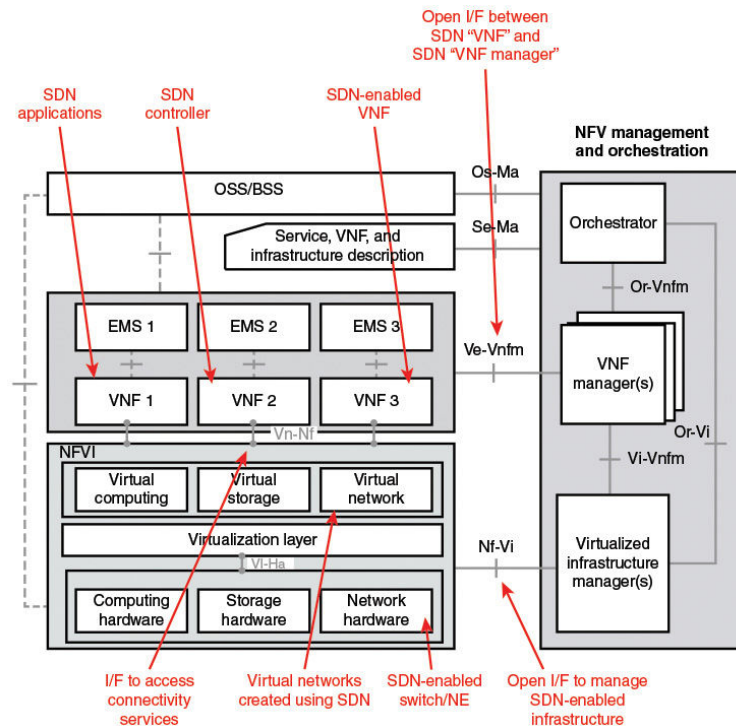 Open I/F between
SDN “VNF” and
SDN “VNF manager”
SDN
applications
SDN
controller
SDN-enabled
VNF
NFV management
and orchestration
OSS/BSS
Os-Ma
Service, VNF, and
infrastructure description
Se-Ma
Orchestrator
Or-Vnfm
EMS 1
EMS 2
EMS 3
Ve-Vnfm
VNF
manager(s)
VNF 1
VNF 2
VNF 3
Vn-Nf
NFVI
Or-Vi
Vi-Vnfm
Virtual
computing
Virtual
storage
Virtual
network
Virtualization layer
Vl-Ha
Nf-Vi
Virtualized
infrastructure
manager(s)
Computing
hardware
Storage
hardware
Network
hardware
I/F to access
connectivity
services
Virtual networks
created using SDN
SDN-enabled
switch/NE
Open I/F to manage
SDN-enabled
infrastructure